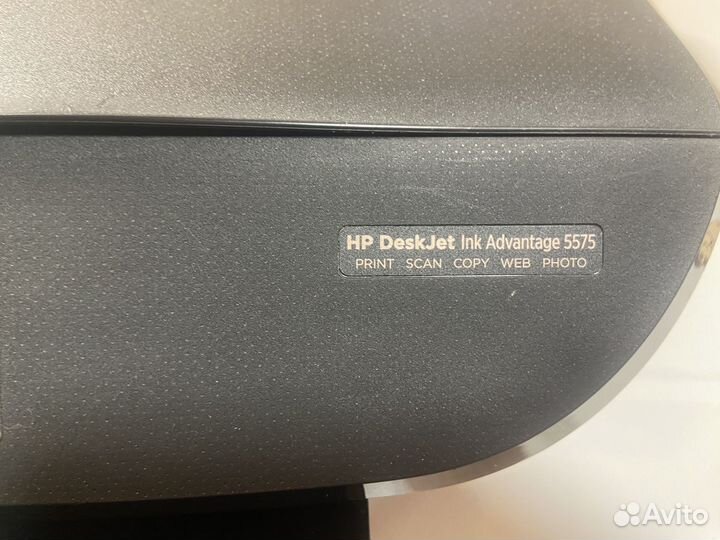 HP DeskJet Ink Advantage 5575
PRINT SCAN COPY WEB PHOTO
Avito